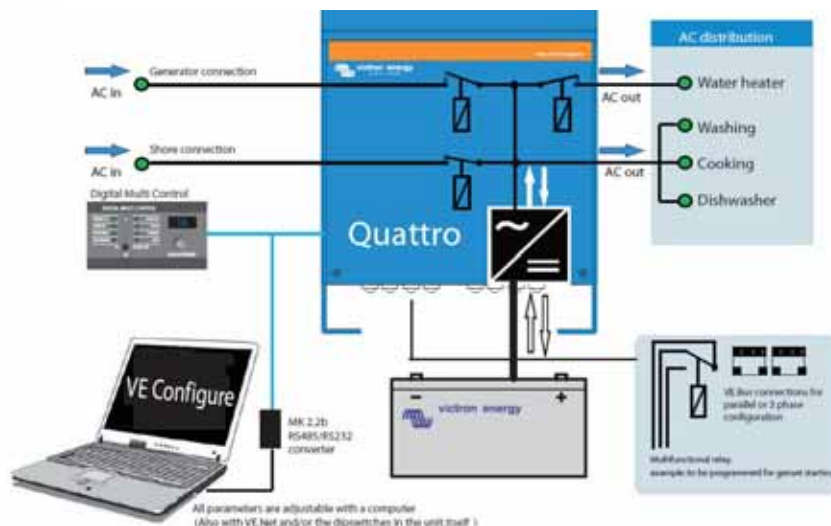 victron energy
AC distribution
Generator connection
AC in
AC out
Water heater
Washing
Shore connection
AC in
AC out
Cooking
Dishwasher
Digital Multi Control
Quattro
VE Configure
MK 2.2b
RS485/RS232
converter
victron energy
VE.Bus connections for
parallel or 3 phase
configuration
Multifunctional relay
example to be programmed for genset starting
All parameters are adjustable with a computer
(Also with VE.Net and/or the dipswitches in the unit itself )